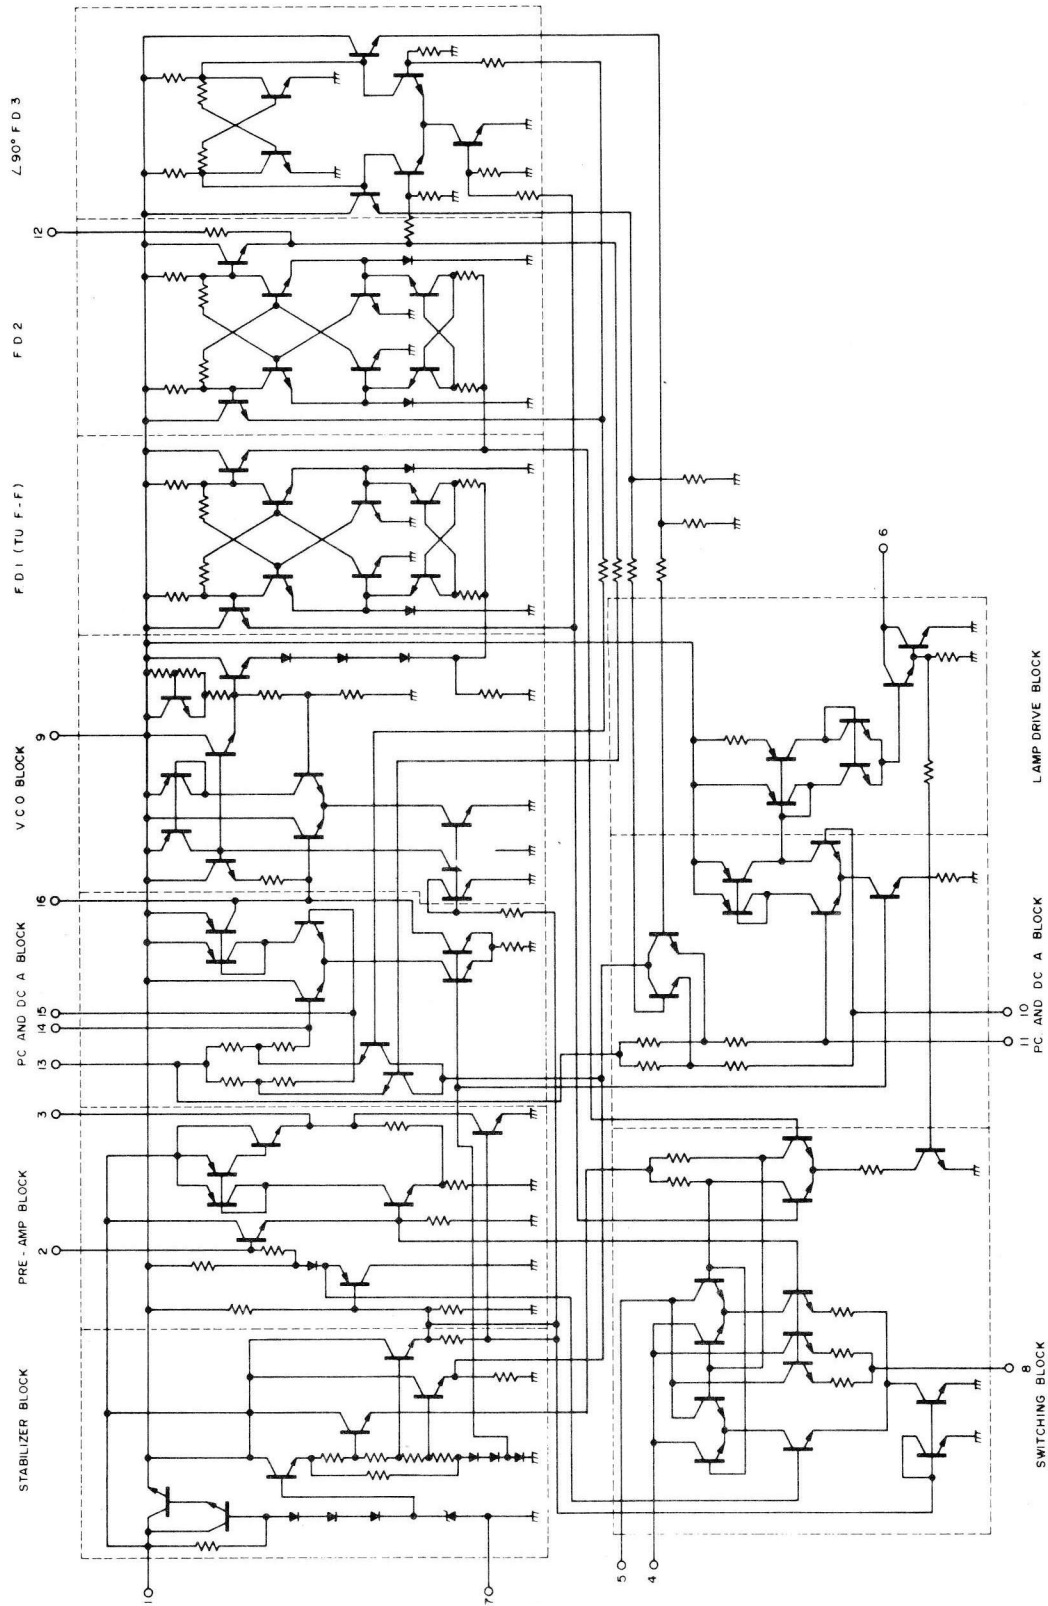 STABILIZER BLOCK
PRE-AMP BLOCK
PC AND DC A BLOCK
VCO BLOCK
FD1 (TU F-F)
FD2
∠90° FD3
1
7
2
3
13
14
15
16
9
12
5
4
8
11
10
6
SWITCHING BLOCK
PC AND DC A BLOCK
LAMP DRIVE BLOCK